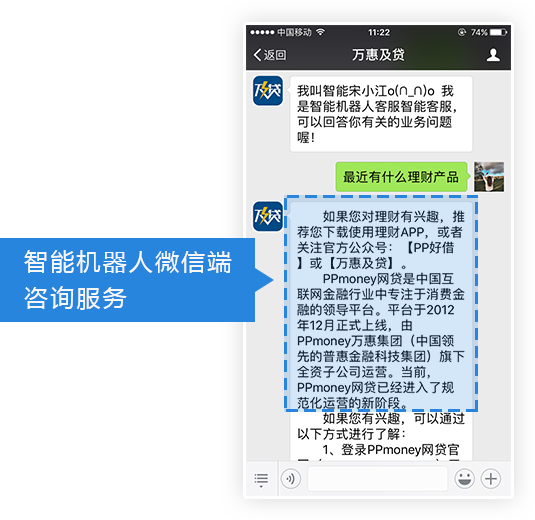 中国移动
11:22
74%
返回
万惠及贷
万贷
我叫智能宋小江o(∩_∩)o 我
是智能机器人客服智能客服，
可以回答你有关的业务问题
喔！
最近有什么理财产品
万贷
如果您对理财有兴趣，推
荐您下载使用理财APP，或者
关注官方公众号：【PP好借
】或【万惠及贷】。
PPmoney网贷是中国互
联网金融行业中专注于消费金
融的领导平台。平台于2012
年12月正式上线，由
PPmoney万惠集团（中国领
先的普惠金融科技集团）旗下
全资子公司运营。当前，
PPmoney网贷已经进入了规
范化运营的新阶段。
如果您有兴趣，可以通过
以下方式进行了解：
1、登录PPmoney网贷官
智能机器人微信端
咨询服务